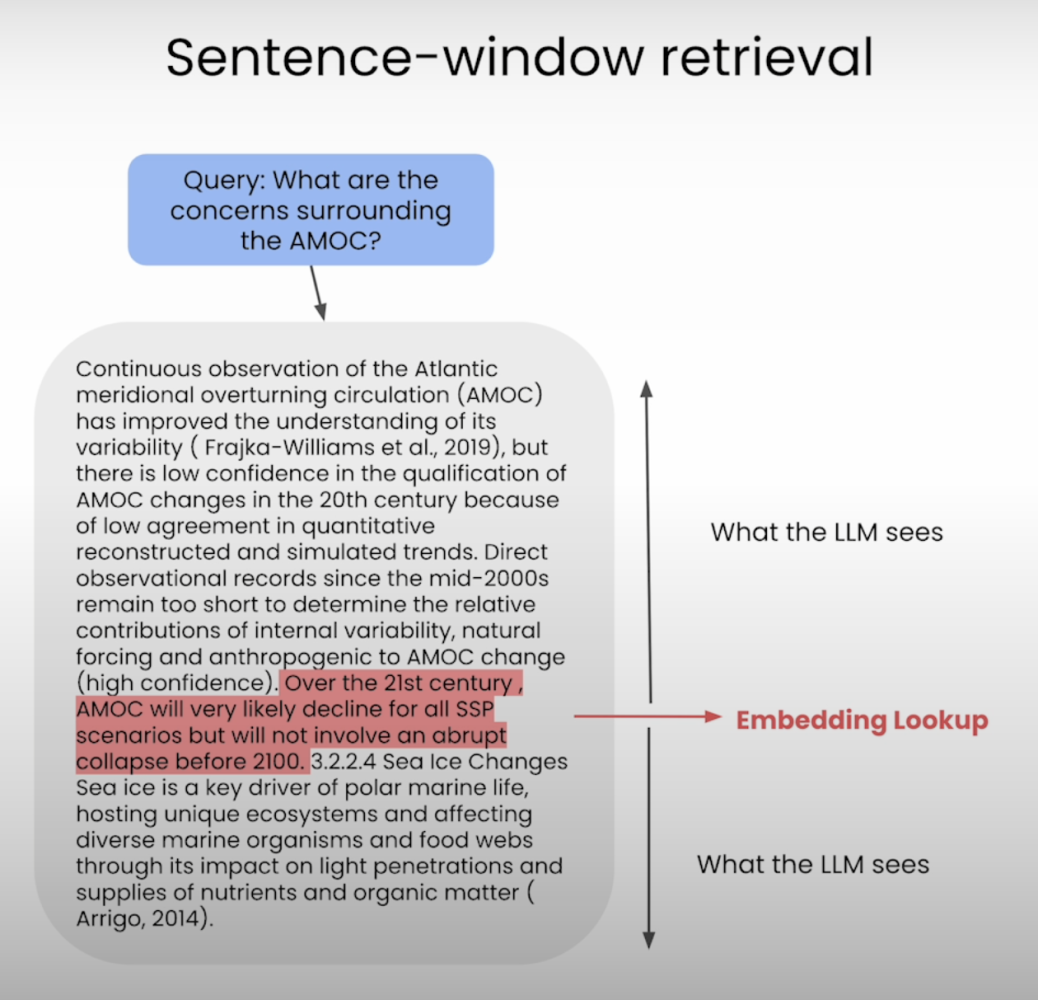 Sentence-window retrieval
Query: What are the
concerns surrounding
the AMOC?
Continuous observation of the Atlantic
meridional overturning circulation (AMOC)
has improved the understanding of its
variability ( Frajka-Williams et al., 2019), but
there is low confidence in the qualification of
AMOC changes in the 20th century because
of low agreement in quantitative
reconstructed and simulated trends. Direct
observational records since the mid-2000s
remain too short to determine the relative
contributions of internal variability, natural
forcing and anthropogenic to AMOC change
(high confidence). Over the 21st century ,
AMOC will very likely decline for all SSP
scenarios but will not involve an abrupt
collapse before 2100. 3.2.2.4 Sea Ice Changes
Sea ice is a key driver of polar marine life,
hosting unique ecosystems and affecting
diverse marine organisms and food webs
through its impact on light penetrations and
supplies of nutrients and organic matter (
Arrigo, 2014).
What the LLM sees
Embedding Lookup
What the LLM sees